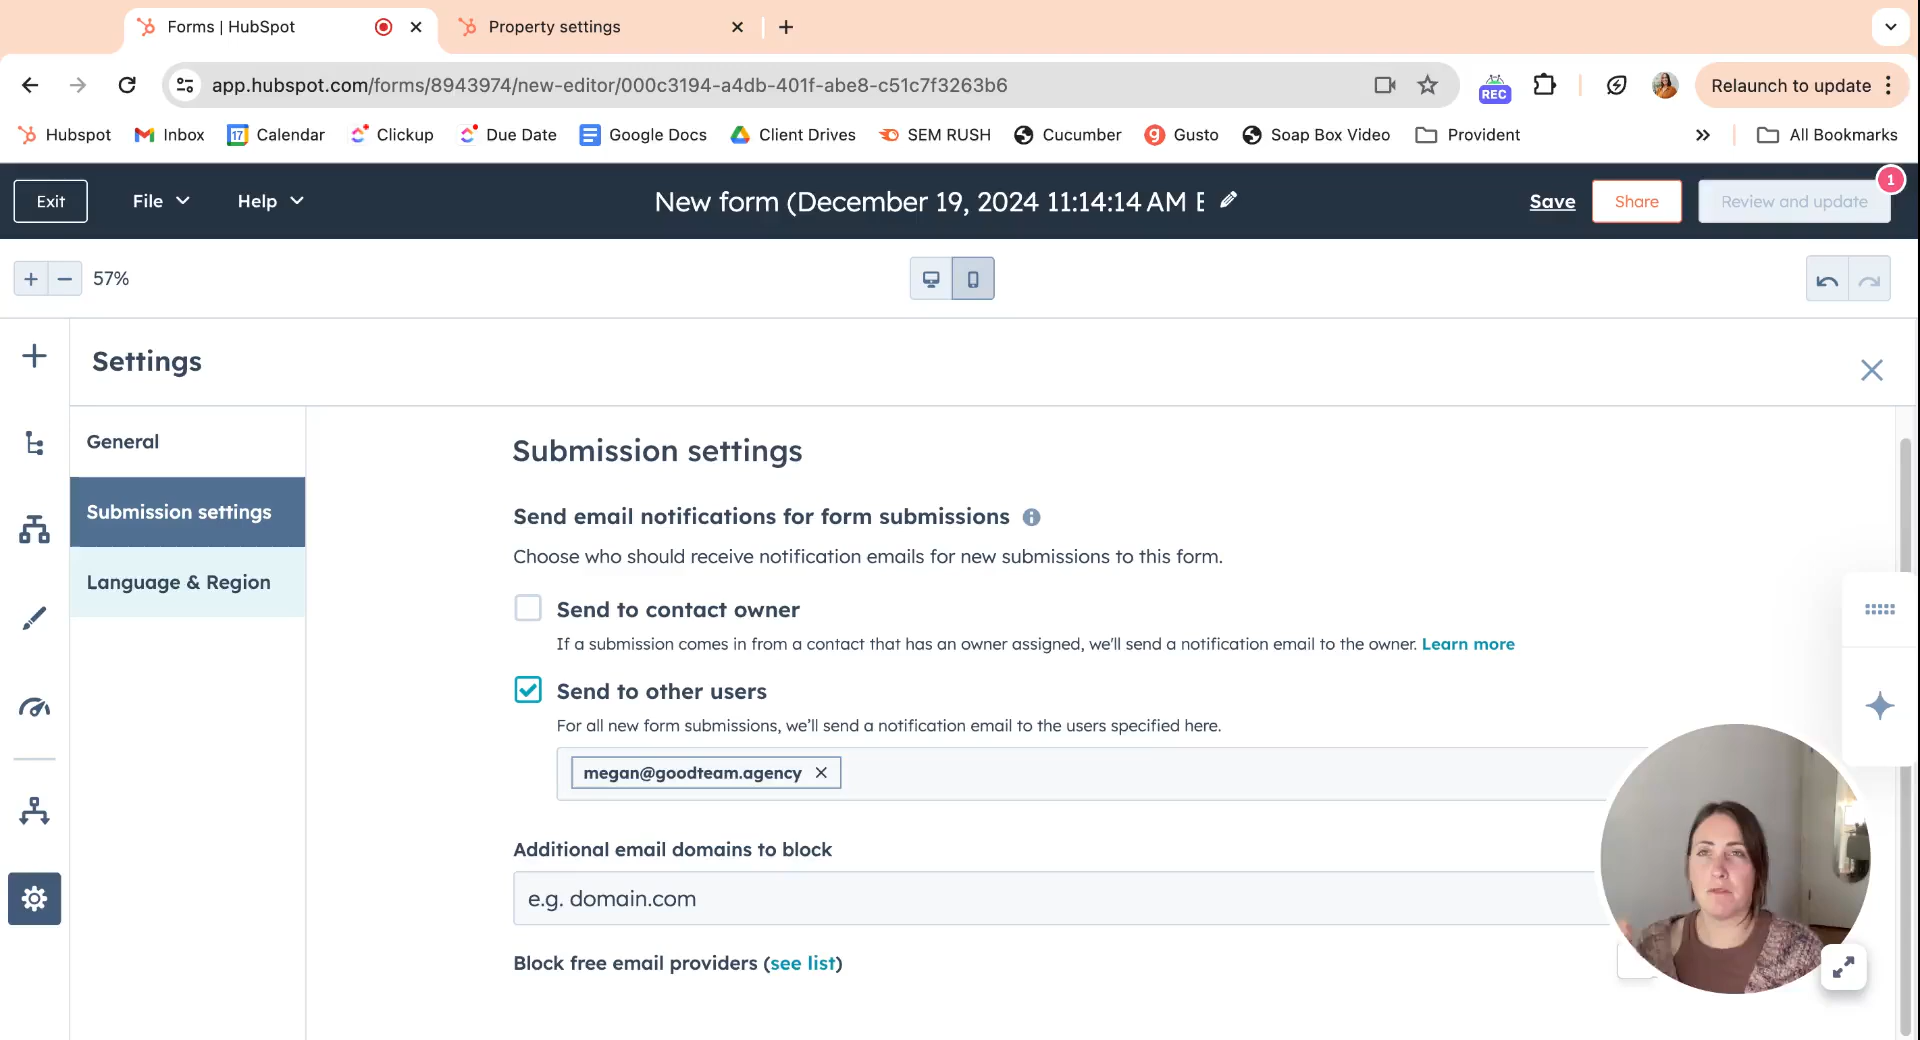 Forms | HubSpot
Property settings
app.hubspot.com/forms/8943974/new-editor/000c3194-a4db-401f-abe8-c51c7f3263b6
REC
Relaunch to update
Hubspot
Inbox
17
Calendar
Clickup
Due Date
Google Docs
Client Drives
SEM RUSH
Cucumber
g
Gusto
Soap Box Video
Provident
All Bookmarks
Exit
File
Help
New form (December 19, 2024 11:14:14 AM E
Save
Share
Review and update
1
57%
Settings
General
Submission settings
Language & Region
Submission settings
Send email notifications for form submissions
Choose who should receive notification emails for new submissions to this form.
Send to contact owner
If a submission comes in from a contact that has an owner assigned, we'll send a notification email to the owner. Learn more
Send to other users
For all new form submissions, we'll send a notification email to the users specified here.
megan@goodteam.agency
Additional email domains to block
e.g. domain.com
Block free email providers (see list)